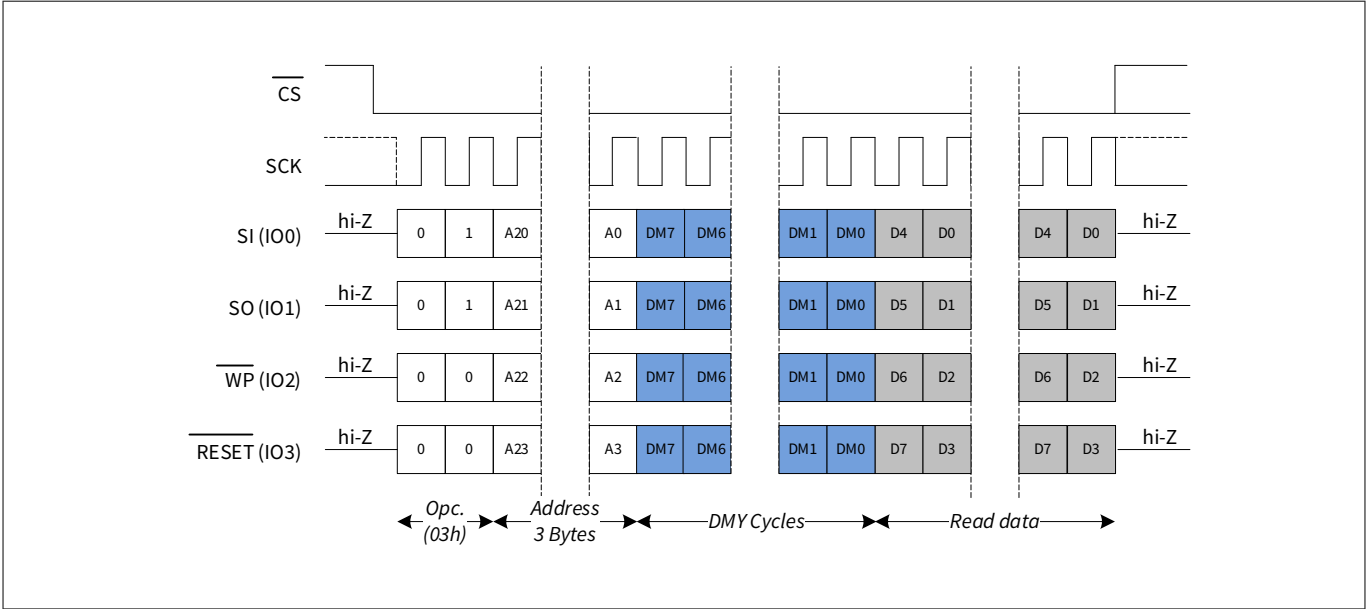 CS
SCK
SI (IO0) hi-Z 0 1 A20 A0 DM7 DM6 DM1 DM0 D4 D0 D4 D0 hi-Z
SO (IO1) hi-Z 0 1 A21 A1 DM7 DM6 DM1 DM0 D5 D1 D5 D1 hi-Z
WP (IO2) hi-Z 0 0 A22 A2 DM7 DM6 DM1 DM0 D6 D2 D6 D2 hi-Z
RESET (IO3) hi-Z 0 0 A23 A3 DM7 DM6 DM1 DM0 D7 D3 D7 D3 hi-Z
Opc. Address
(03h) 3 Bytes DMY Cycles Read data